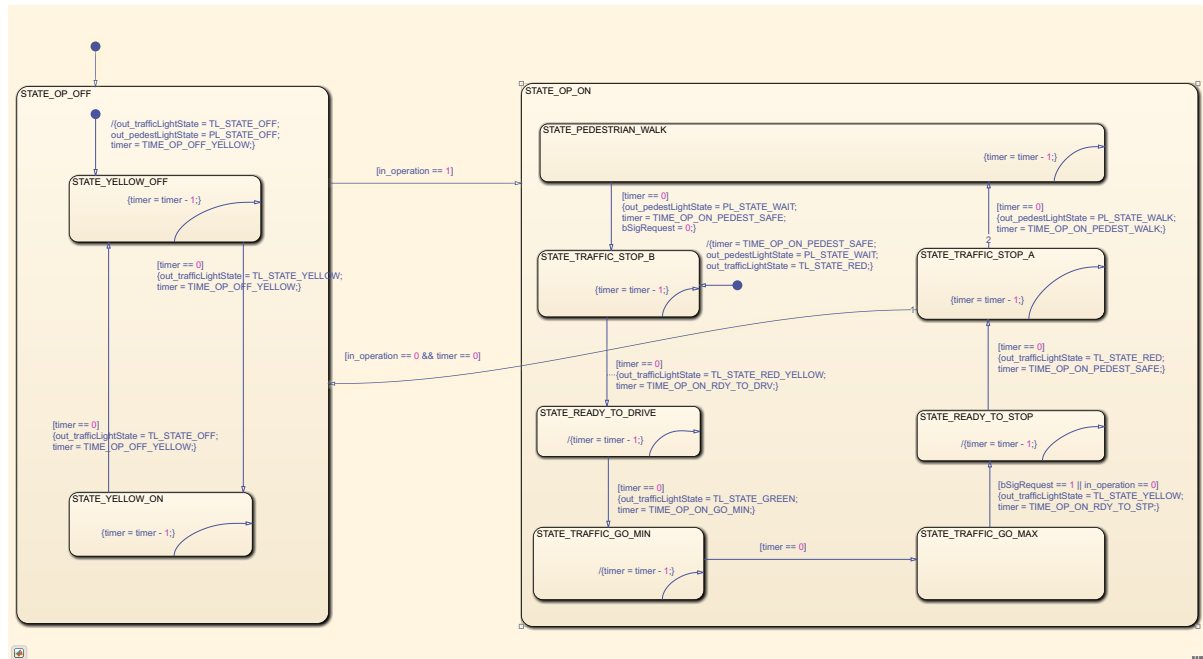 STATE_OP_OFF
/{out_trafficLightState = TL_STATE_OFF;
out_pedestLightState = PL_STATE_OFF;
timer = TIME_OP_OFF_YELLOW;}
STATE_YELLOW_OFF
{timer = timer - 1;}
[timer == 0]
{out_trafficLightState = TL_STATE_YELLOW;
timer = TIME_OP_OFF_YELLOW;}
[timer == 0]
{out_trafficLightState = TL_STATE_OFF;
timer = TIME_OP_OFF_YELLOW;}
STATE_YELLOW_ON
{timer = timer - 1;}
[in_operation == 1]
[in_operation == 0 && timer == 0]
STATE_OP_ON
STATE_PEDESTRIAN_WALK
{timer = timer - 1;}
[timer == 0]
{out_pedestLightState = PL_STATE_WAIT;
timer = TIME_OP_ON_PEDEST_SAFE;
bSigRequest = 0;}
/{timer = TIME_OP_ON_PEDEST_SAFE;
out_pedestLightState = PL_STATE_WAIT;
out_trafficLightState = TL_STATE_RED;}
STATE_TRAFFIC_STOP_B
{timer = timer - 1;}
[timer == 0]
{out_trafficLightState = TL_STATE_RED_YELLOW;
timer = TIME_OP_ON_RDY_TO_DRV;}
STATE_READY_TO_DRIVE
/{timer = timer - 1;}
[timer == 0]
{out_trafficLightState = TL_STATE_GREEN;
timer = TIME_OP_ON_GO_MIN;}
STATE_TRAFFIC_GO_MIN
/{timer = timer - 1;}
[timer == 0]
[timer == 0]
{out_pedestLightState = PL_STATE_WALK;
timer = TIME_OP_ON_PEDEST_WALK;}
2
STATE_TRAFFIC_STOP_A
{timer = timer - 1;}
1
[timer == 0]
{out_trafficLightState = TL_STATE_RED;
timer = TIME_OP_ON_PEDEST_SAFE;}
STATE_READY_TO_STOP
/{timer = timer - 1;}
[bSigRequest == 1 || in_operation == 0]
{out_trafficLightState = TL_STATE_YELLOW;
timer = TIME_OP_ON_RDY_TO_STP;}
STATE_TRAFFIC_GO_MAX